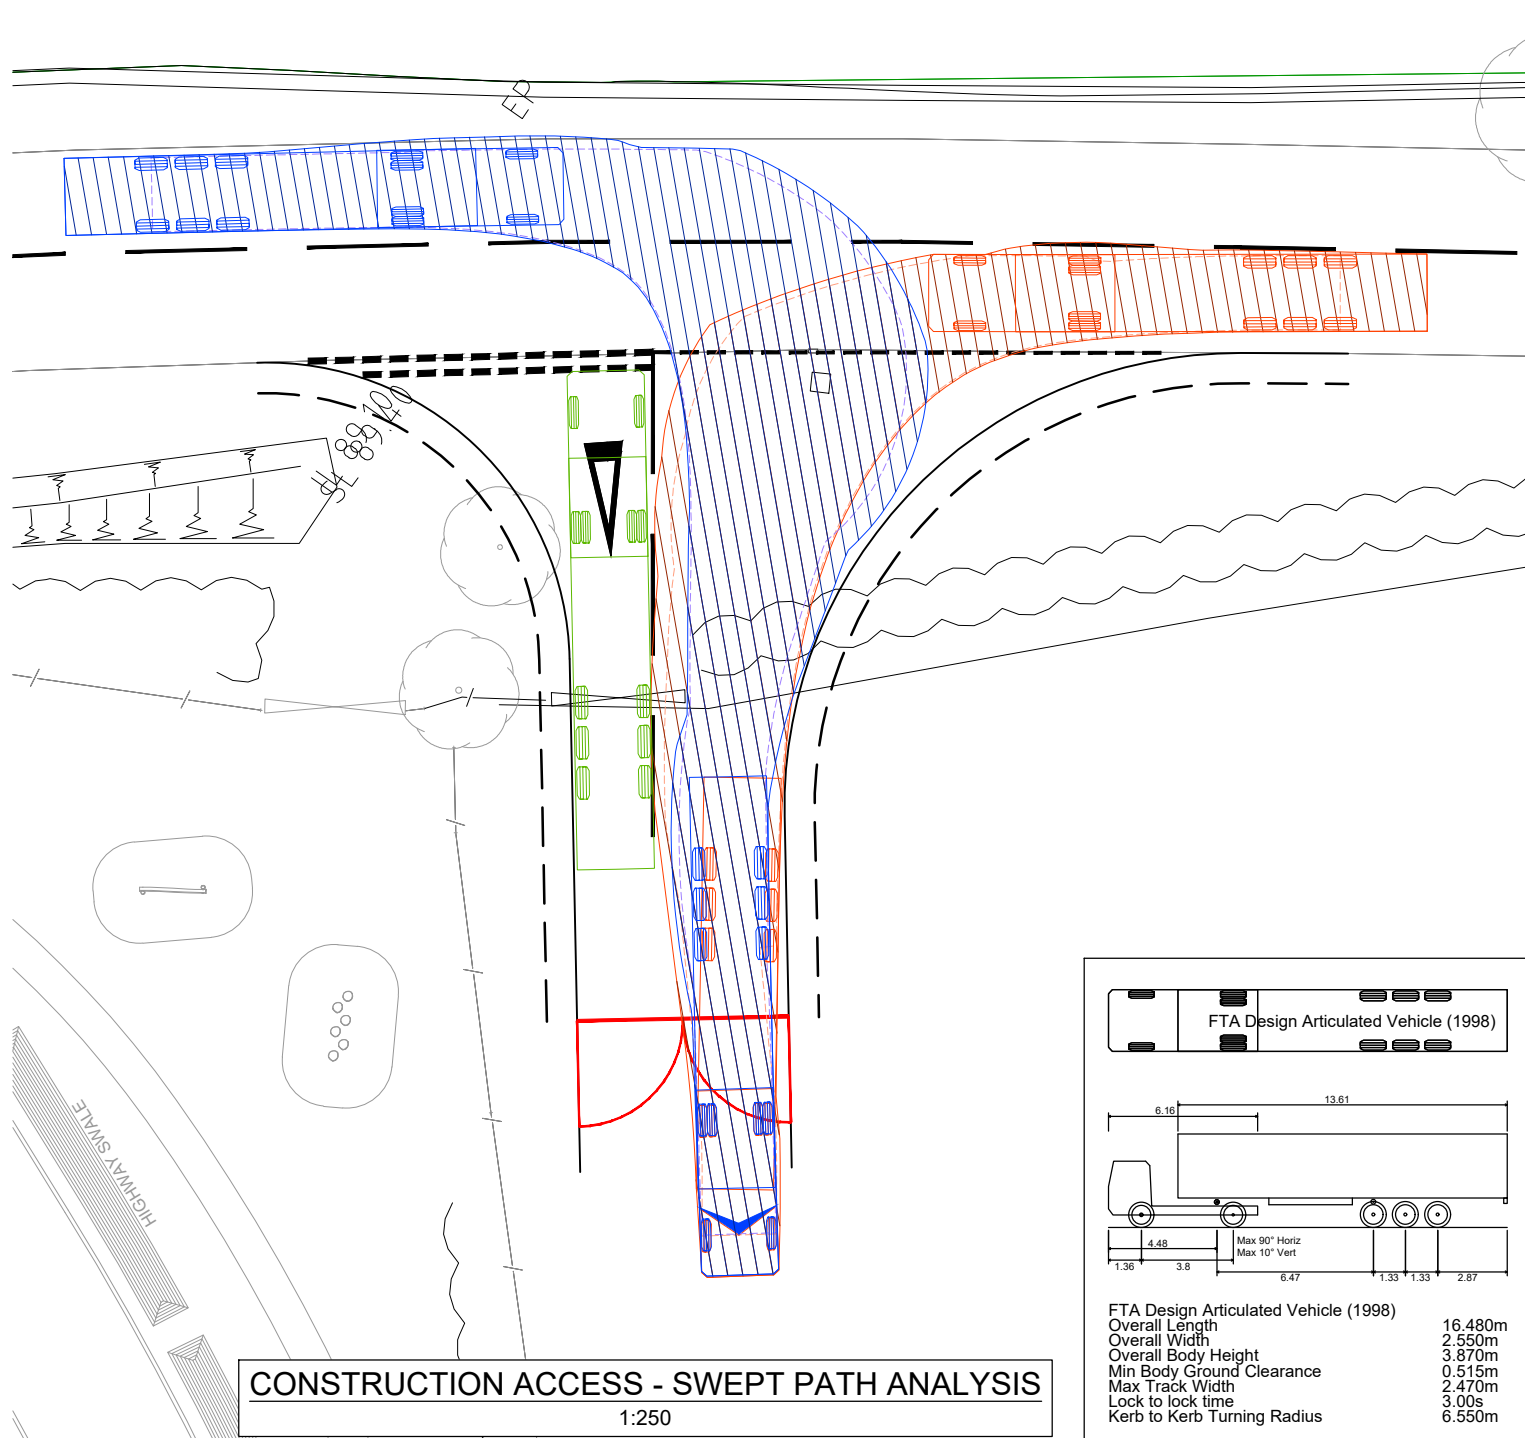 EP
89.120
FTA Design Articulated Vehicle (1998)
13.61
6.16
4.48
Max 90° Horiz
Max 10° Vert
1.36
3.8
6.47
1.33
1.33
2.87
FTA Design Articulated Vehicle (1998)
Overall Length 16.480m
Overall Width 2.550m
Overall Body Height 3.870m
Min Body Ground Clearance 0.515m
Max Track Width 2.470m
Lock to lock time 3.00s
Kerb to Kerb Turning Radius 6.550m
HIGHWAY SWALE
CONSTRUCTION ACCESS - SWEPT PATH ANALYSIS
1:250